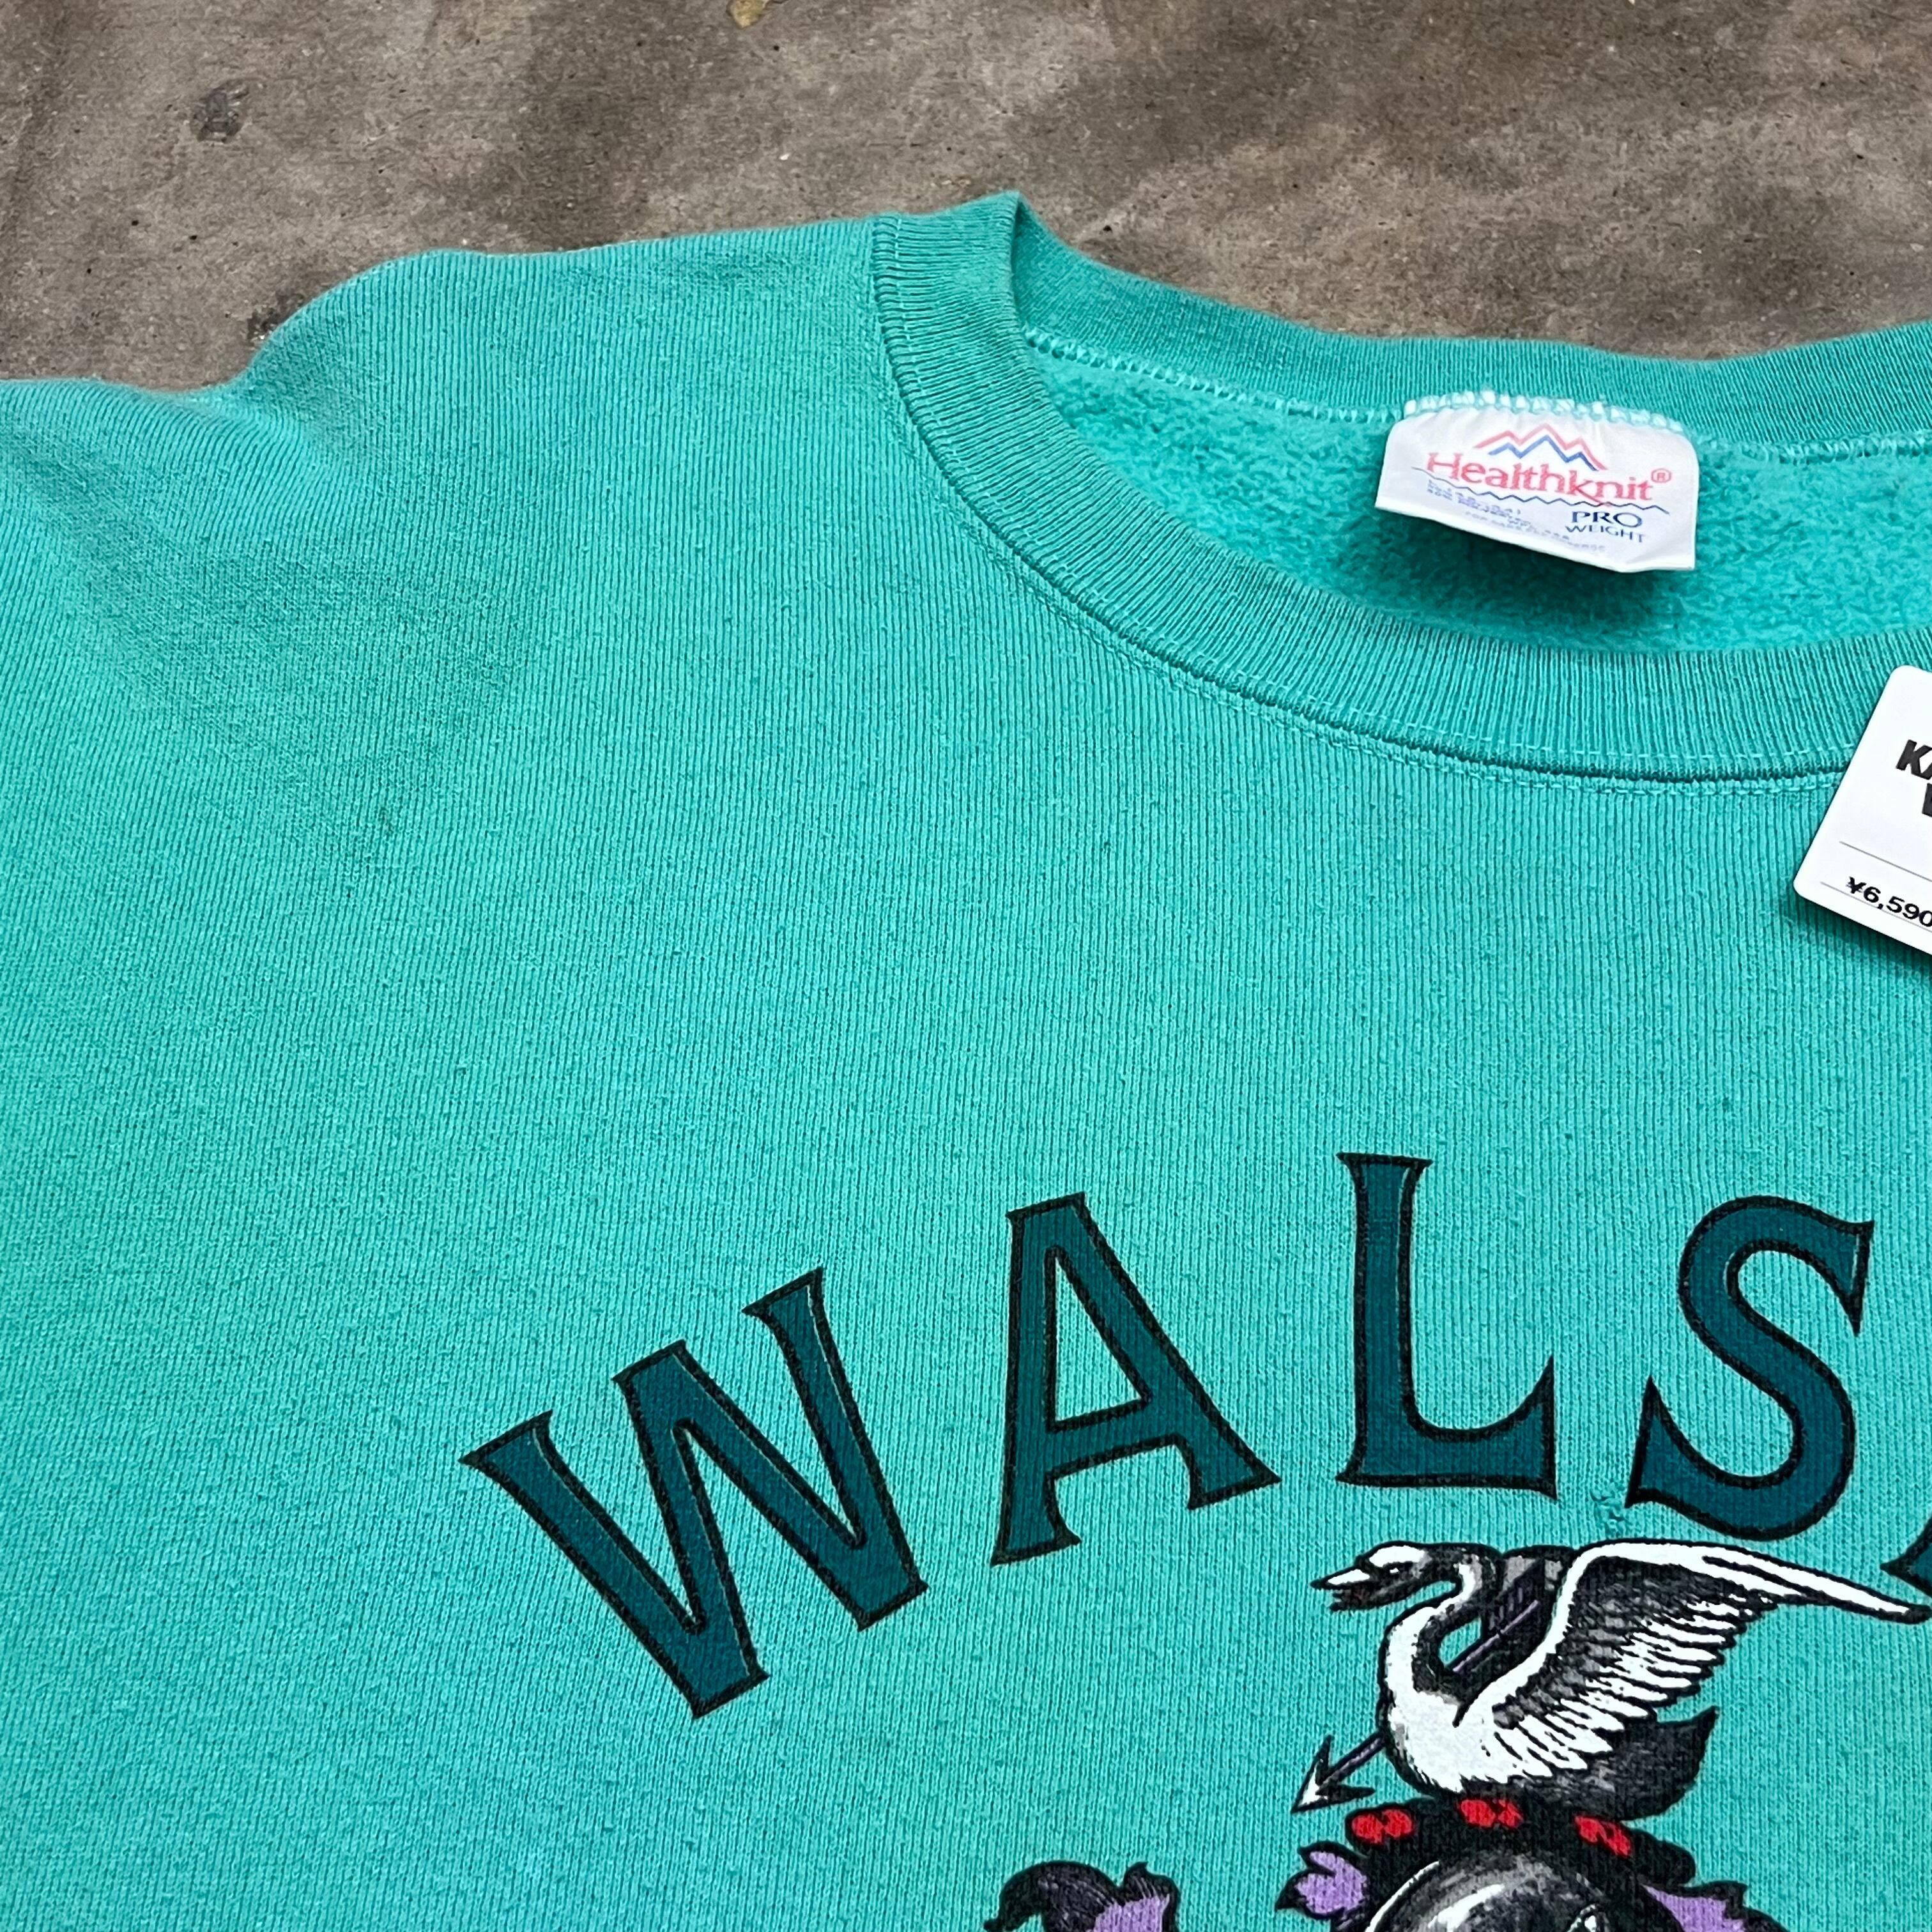 Healthknit®
PRO
WEIGHT
¥6,590
WALS